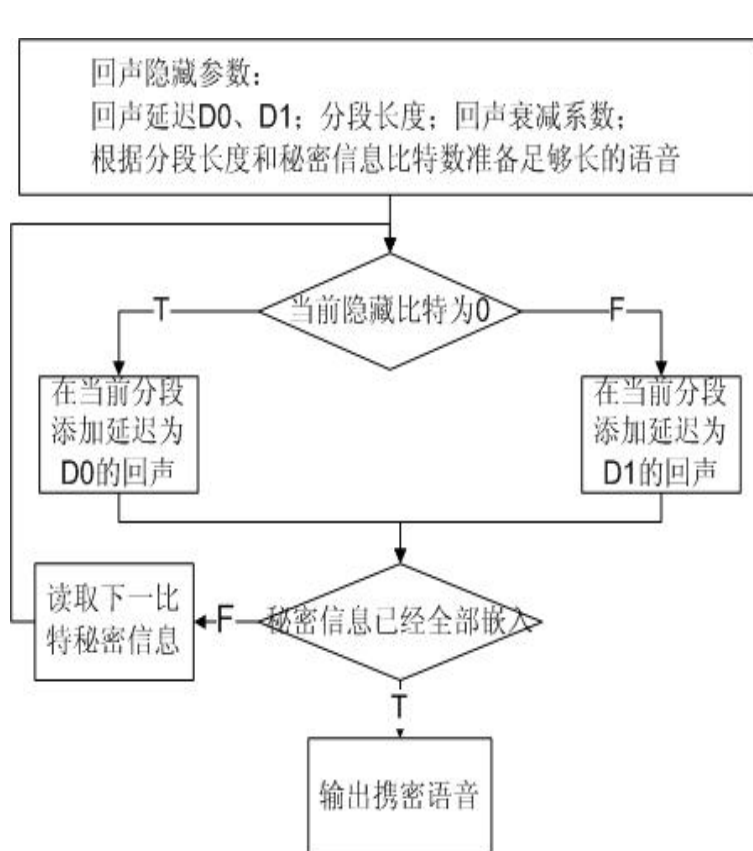 回声隐藏参数：
回声延迟D0、D1；分段长度；回声衰减系数；
根据分段长度和秘密信息比特数准备足够长的语音
当前隐藏比特为0
T
F
在当前分段
添加延迟为
D0的回声
在当前分段
添加延迟为
D1的回声
读取下一比
特秘密信息
F
秘密信息已经全部嵌入
T
输出携密语音